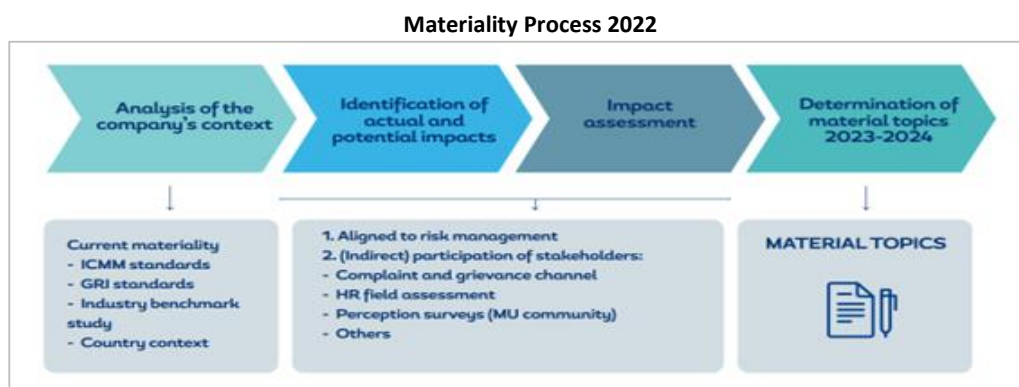 Materiality Process 2022
Analysis of the
company's context
Identification of
actual and
potential impacts
Impact
assessment
Determination of
material topics
2023-2024
Current materiality
- ICMM standards
- GRI standards
- Industry benchmark
study
- Country context
1. Aligned to risk management
2. (Indirect) participation of stakeholders:
- Complaint and grievance channel
- HR field assessment
- Perception surveys (MU community)
- Others
MATERIAL TOPICS